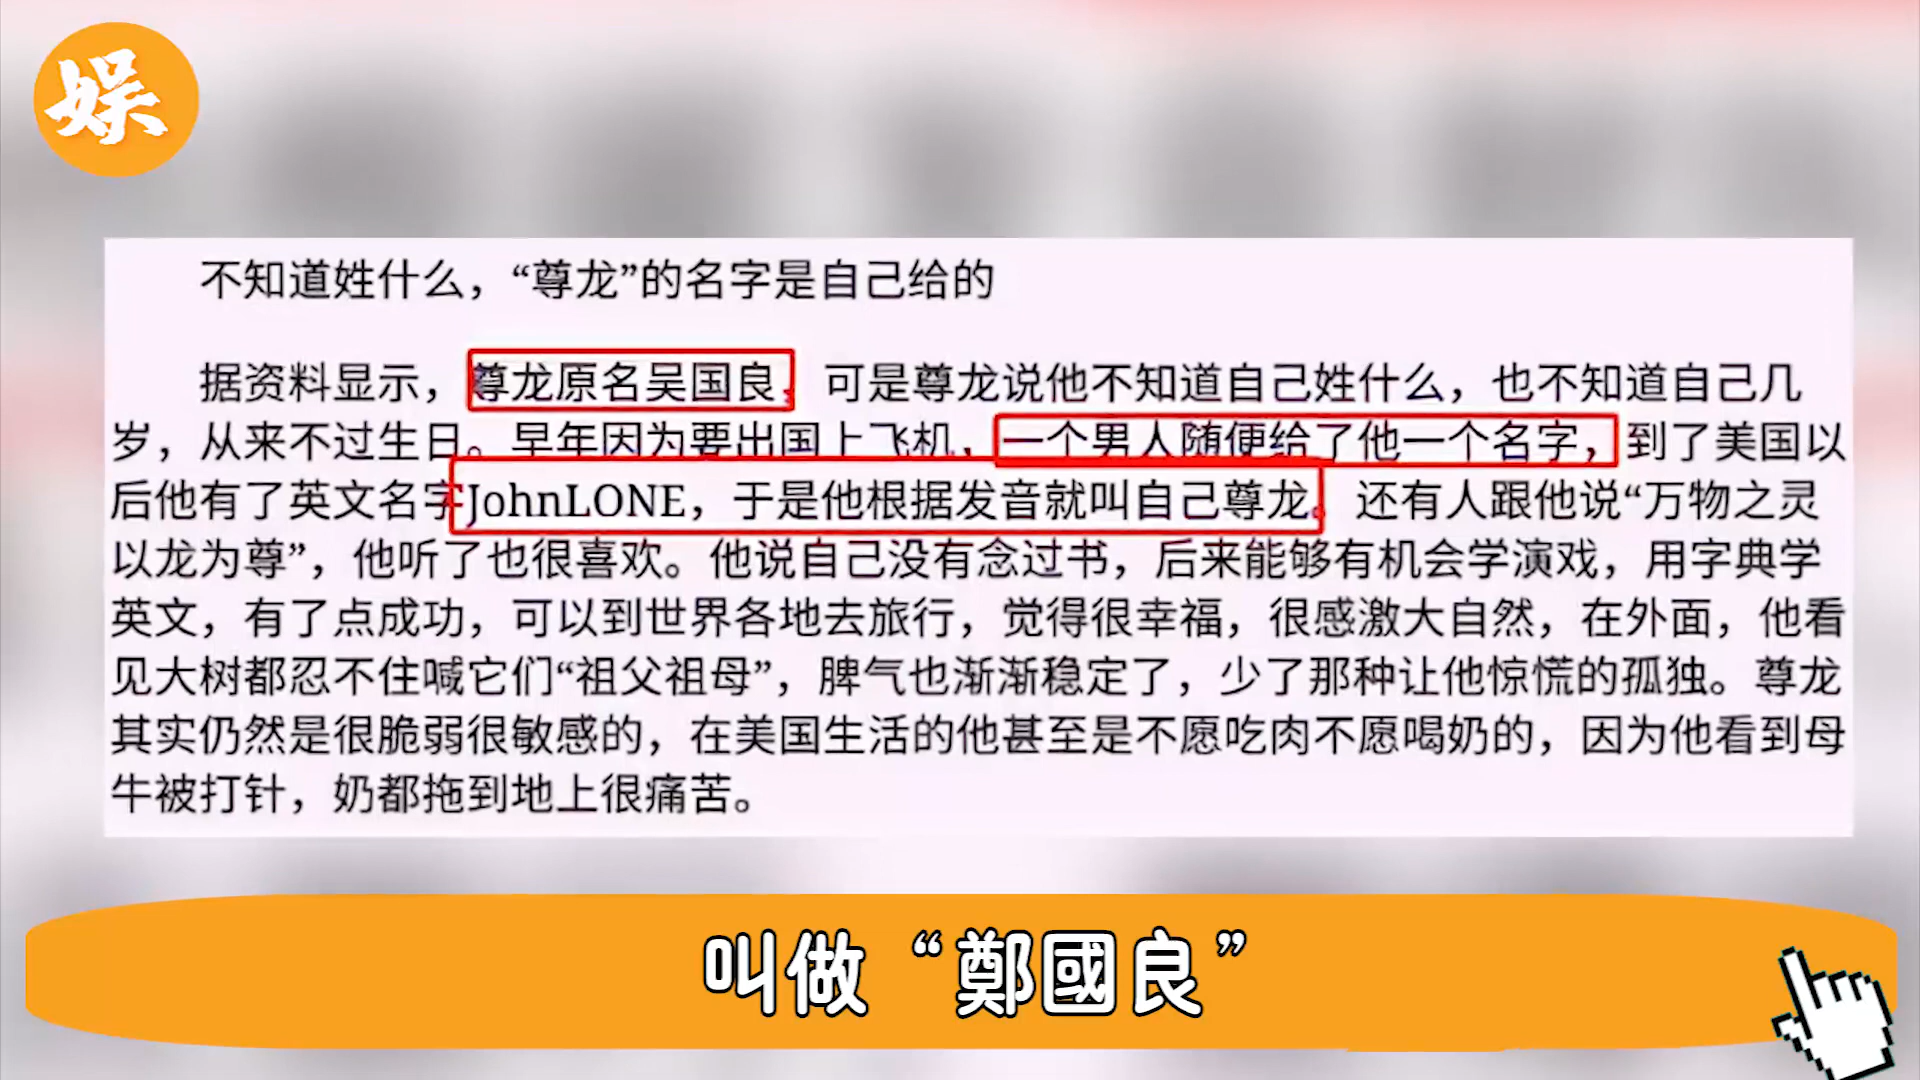 娱
不知道姓什么，“尊龙”的名字是自己给的
据资料显示，尊龙原名吴国良，可是尊龙说他不知道自己姓什么，也不知道自己几
岁，从来不过生日。早年因为要出国上飞机，一个男人随便给了他一个名字，到了美国以
后他有了英文名字JohnLONE，于是他根据发音就叫自己尊龙。还有人跟他说“万物之灵
以龙为尊”，他听了也很喜欢。他说自己没有念过书，后来能够有机会学演戏，用字典学
英文，有了点成功，可以到世界各地去旅行，觉得很幸福，很感激大自然，在外面，他看
见大树都忍不住喊它们“祖父祖母”，脾气也渐渐稳定了，少了那种让他惊慌的孤独。尊龙
其实仍然是很脆弱很敏感的，在美国生活的他甚至是不愿吃肉不愿喝奶的，因为他看到母
牛被打针，奶都拖到地上很痛苦。
叫做“鄭國良”